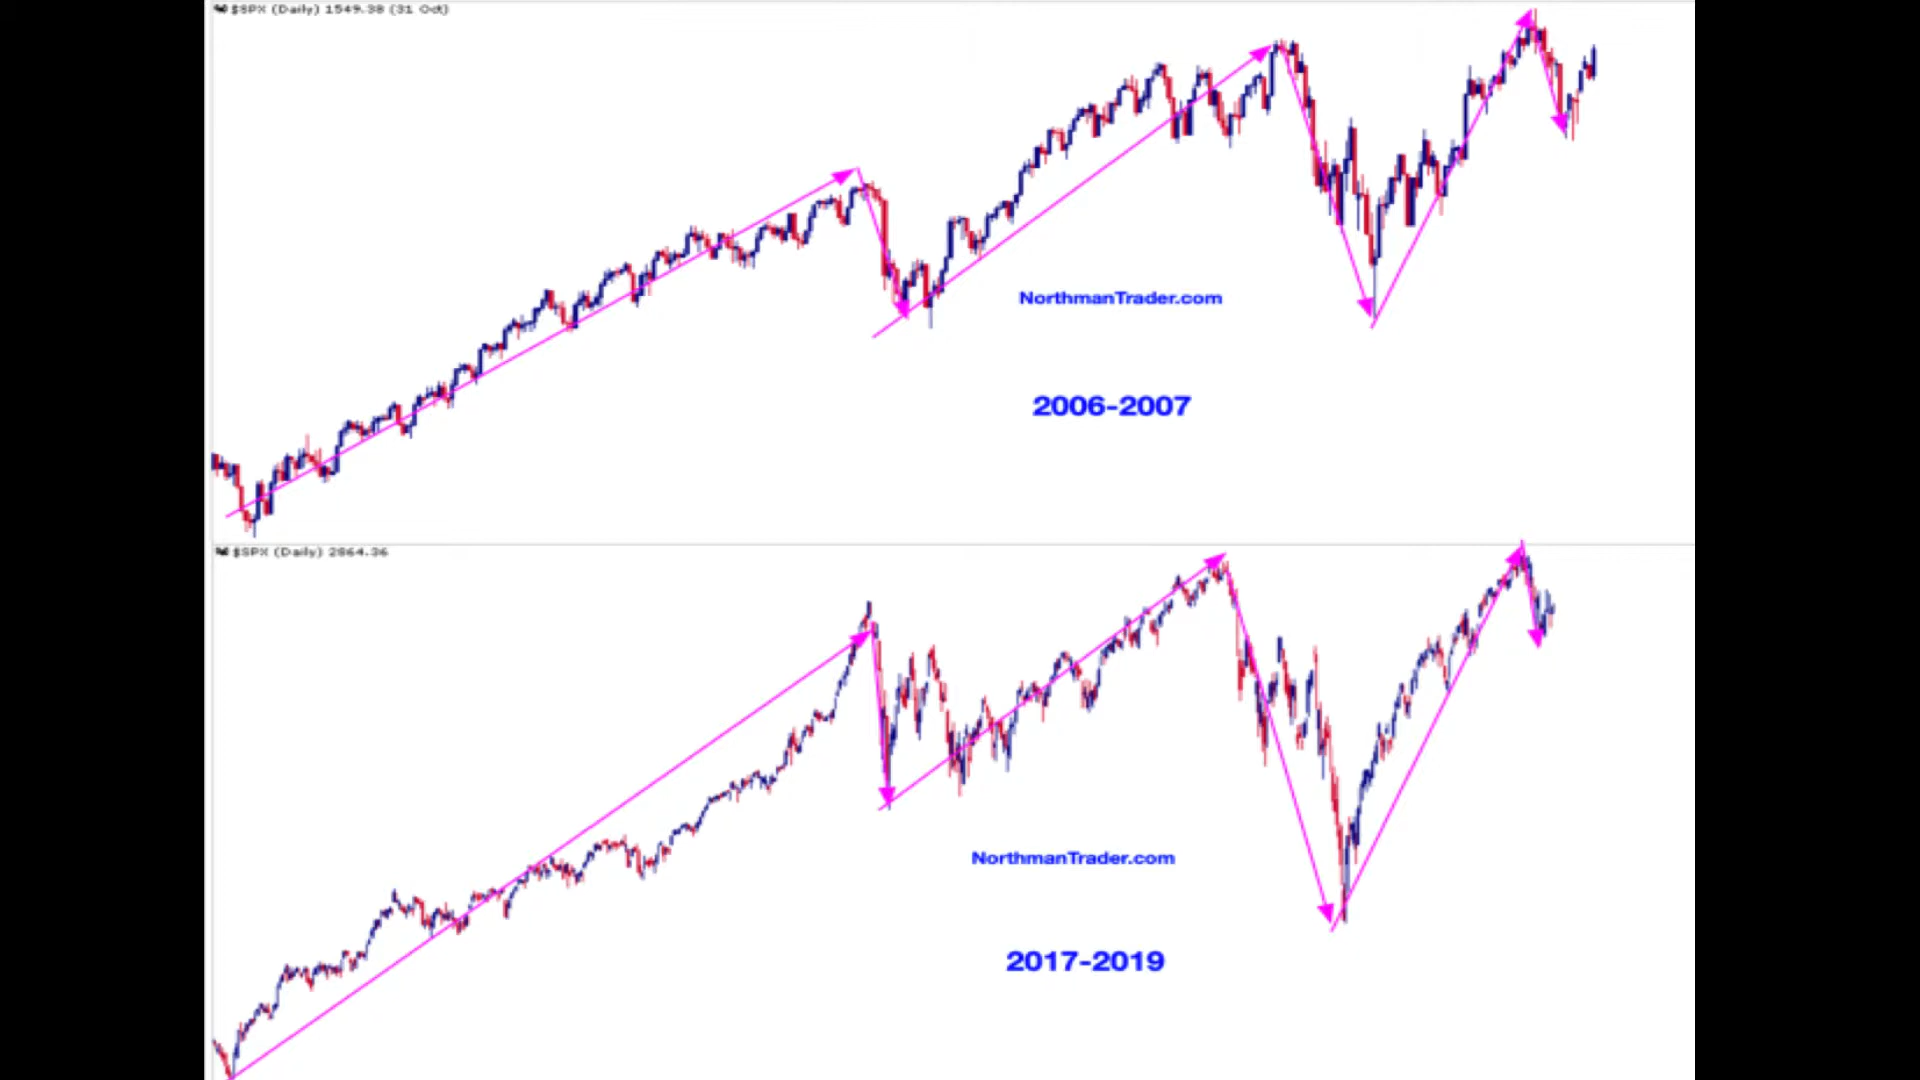 $SPX (Daily) 1549.38 (31 Oct)
NorthmanTrader.com
2006-2007
$SPX (Daily) 2864.36
NorthmanTrader.com
2017-2019